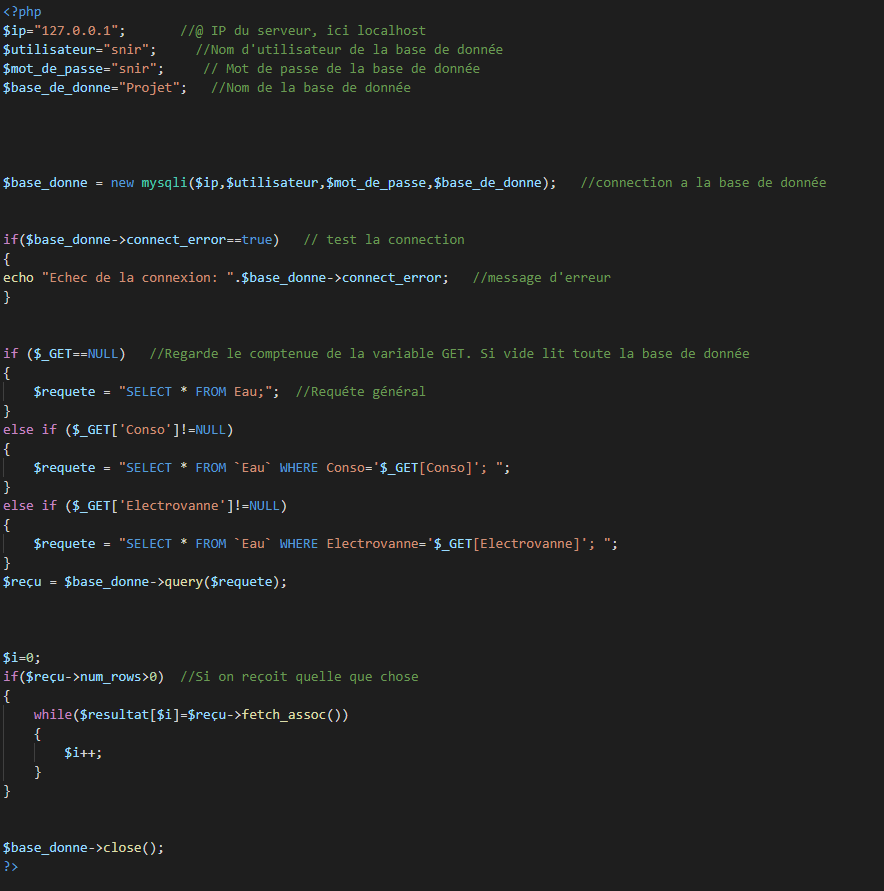 <?php
$ip="127.0.0.1";       //@ IP du serveur, ici localhost
$utilisateur="snir";     //Nom d'utilisateur de la base de donnée
$mot_de_passe="snir";     // Mot de passe de la base de donnée
$base_de_donne="Projet";   //Nom de la base de donnée
$base_donne = new mysqli($ip,$utilisateur,$mot_de_passe,$base_de_donne);   //connection a la base de donnée
if($base_donne->connect_error==true)   // test la connection
{
echo "Echec de la connexion: ".$base_donne->connect_error;   //message d'erreur
}
if ($_GET==NULL)   //Regarde le comptenue de la variable GET. Si vide lit toute la base de donnée
{
    $requete = "SELECT * FROM Eau;";  //Requéte général
}
else if ($_GET['Conso']!=NULL)
{
    $requete = "SELECT * FROM `Eau` WHERE Conso='$_GET[Conso]'; ";
}
else if ($_GET['Electrovanne']!=NULL)
{
    $requete = "SELECT * FROM `Eau` WHERE Electrovanne='$_GET[Electrovanne]'; ";
}
$reçu = $base_donne->query($requete);
$i=0;
if($reçu->num_rows>0)  //Si on reçoit quelle que chose
{
    while($resultat[$i]=$reçu->fetch_assoc())
    {
        $i++;
    }
}
$base_donne->close();
?>